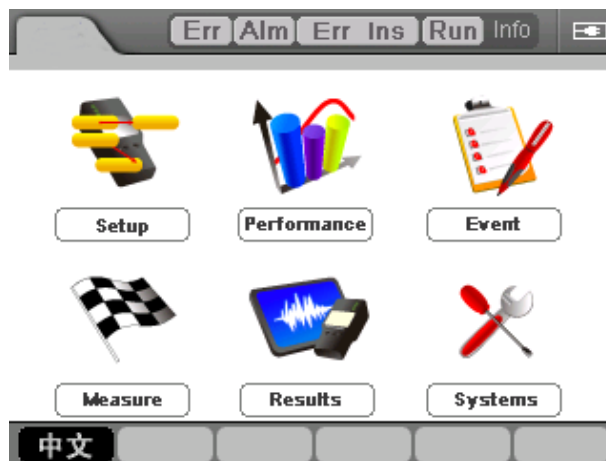 Err Alm Err Ins Run Info
Setup Performance Event
Measure Results Systems
中文